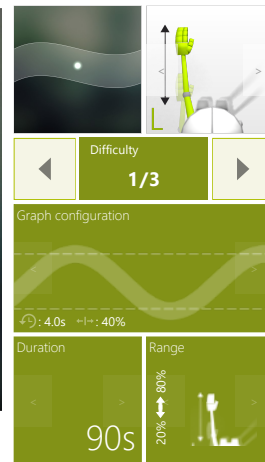 L
Difficulty
1/3
Graph configuration
: 4.0s : 40%
Duration
90s
Range
20% 80%